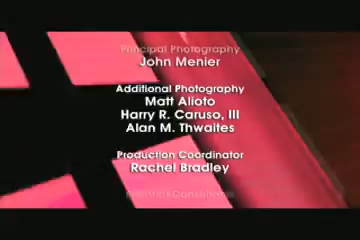 Principal Photography
John Menier
Additional Photography
Matt Alioto
Harry R. Caruso, III
Alan M. Thwaites
Production Coordinator
Rachel Bradley